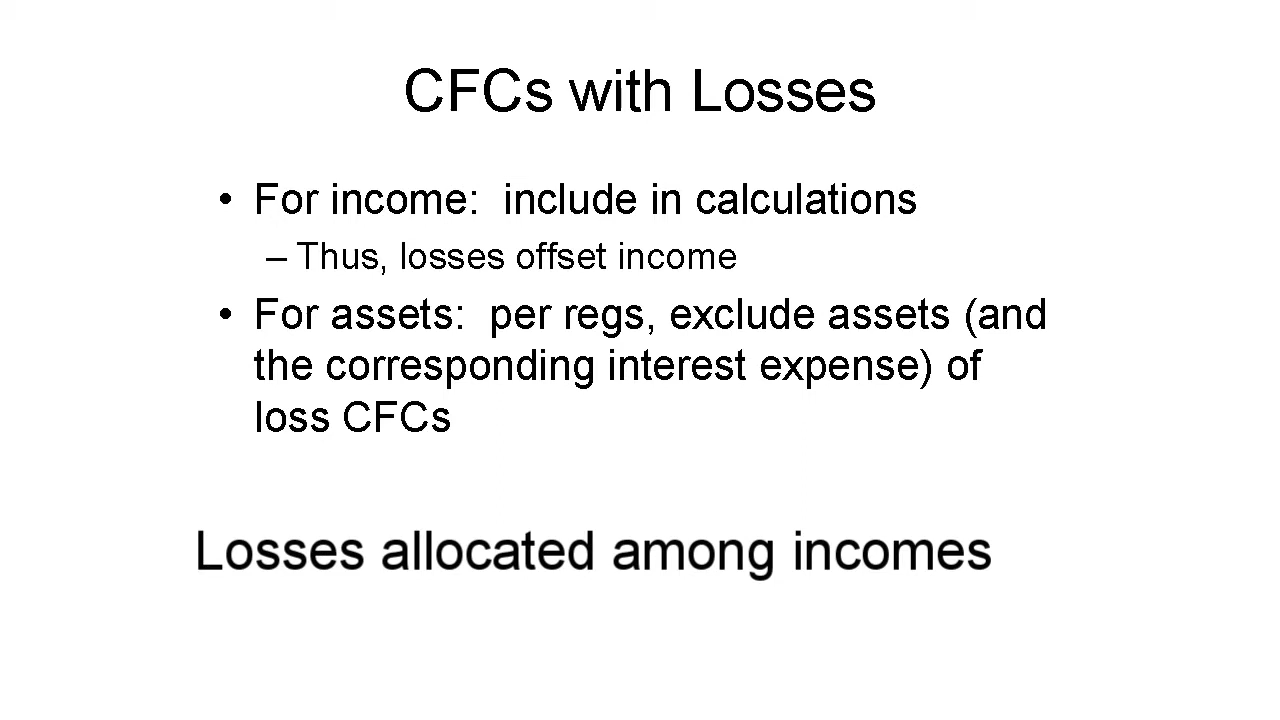 CFCs with Losses
• For income:  include in calculations
– Thus, losses offset income
• For assets:  per regs, exclude assets (and
the corresponding interest expense) of
loss CFCs
Losses allocated among incomes